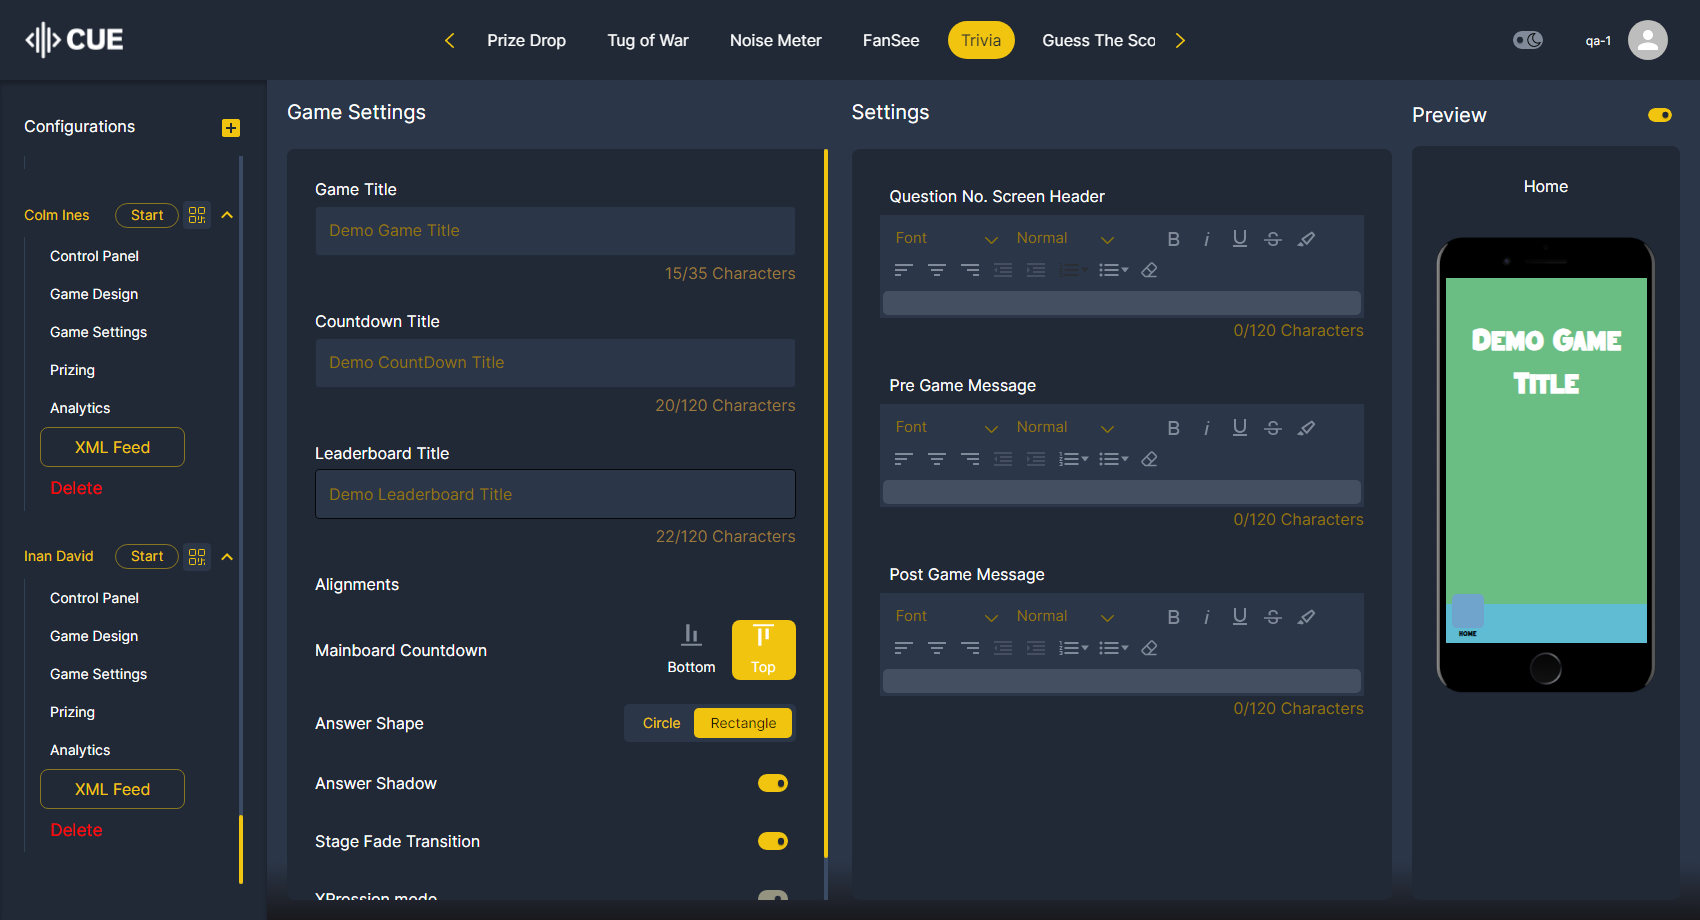 CUE
Prize Drop
Tug of War
Noise Meter
FanSee
Trivia
Guess The Sco
qa-1
Configurations
Colm Ines
Start
Control Panel
Game Design
Game Settings
Prizing
Analytics
XML Feed
Delete
Inan David
Start
Control Panel
Game Design
Game Settings
Prizing
Analytics
XML Feed
Delete
Game Settings
Game Title
Demo Game Title
15/35 Characters
Countdown Title
Demo CountDown Title
20/120 Characters
Leaderboard Title
Demo Leaderboard Title
22/120 Characters
Alignments
Mainboard Countdown
Bottom
Top
Answer Shape
Circle
Rectangle
Answer Shadow
Stage Fade Transition
XPression mode
Settings
Question No. Screen Header
Font
Normal
0/120 Characters
Pre Game Message
Font
Normal
0/120 Characters
Post Game Message
Font
Normal
0/120 Characters
Preview
Home
Demo Game
Title
HOME